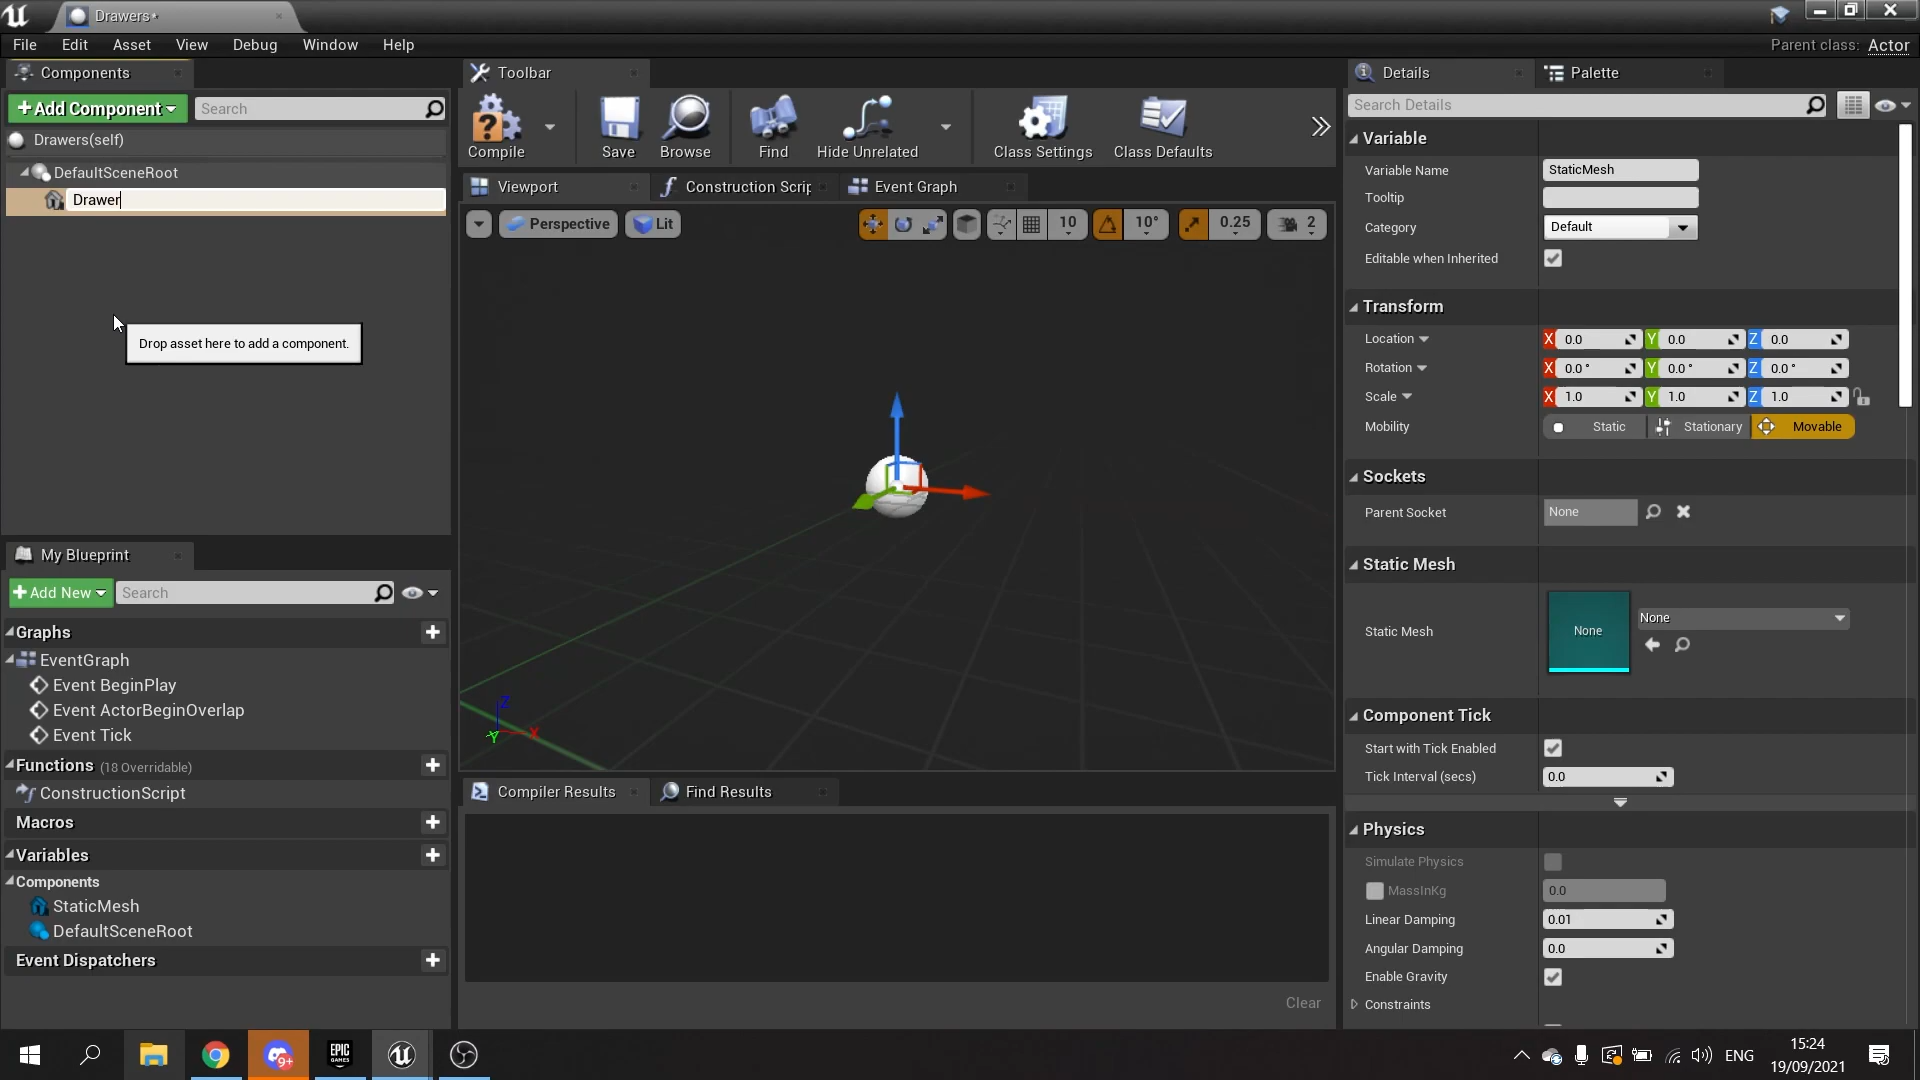 Drawers*
File Edit Asset View Debug Window Help
Parent class: Actor
Components
+ Add Component
Search
Drawers(self)
DefaultSceneRoot
Drawer
Drop asset here to add a component.
My Blueprint
+ Add New
Search
Graphs
EventGraph
Event BeginPlay
Event ActorBeginOverlap
Event Tick
Functions (18 Overridable)
ConstructionScript
Macros
Variables
Components
StaticMesh
DefaultSceneRoot
Event Dispatchers
Toolbar
Compile
Save
Browse
Find
Hide Unrelated
Class Settings
Class Defaults
Viewport
Construction Scrip
Event Graph
Perspective
Lit
10
10°
0.25
2
Z
Y
X
Compiler Results
Find Results
Clear
Details
Palette
Search Details
Variable
Variable Name StaticMesh
Tooltip
Category Default
Editable when Inherited
Transform
Location X 0.0 Y 0.0 Z 0.0
Rotation X 0.0 ° Y 0.0 ° Z 0.0 °
Scale X 1.0 Y 1.0 Z 1.0
Mobility Static Stationary Movable
Sockets
Parent Socket None
Static Mesh
Static Mesh None None
Component Tick
Start with Tick Enabled
Tick Interval (secs) 0.0
Physics
Simulate Physics
MassInKg 0.0
Linear Damping 0.01
Angular Damping 0.0
Enable Gravity
Constraints
9+
EPIC
GAMES
ENG
15:24
19/09/2021